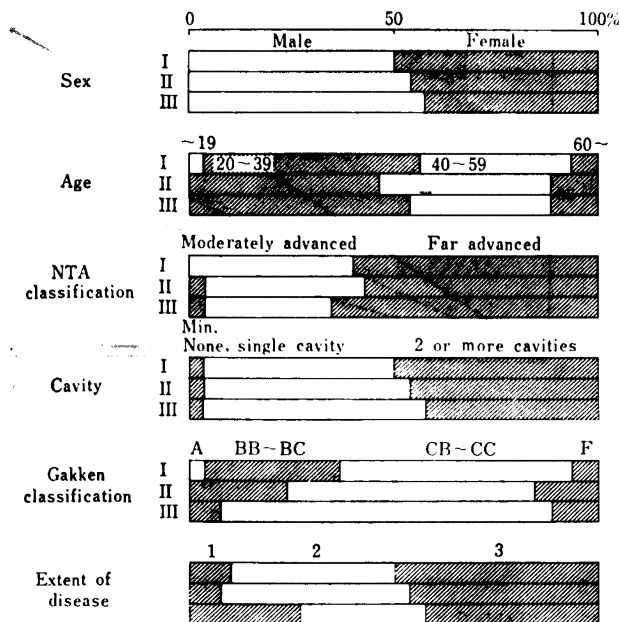 0 50 100%
Male Female
Sex
I
II
III
~19 60~
Age
I 20~39 40~59
II
III
Moderately advanced Far advanced
NTA
classification
I
II
III
Min.
None, single cavity 2 or more cavities
Cavity
I
II
III
A BB~BC CB~CC F
Gakken
classification
I
II
III
1 2 3
Extent of
disease